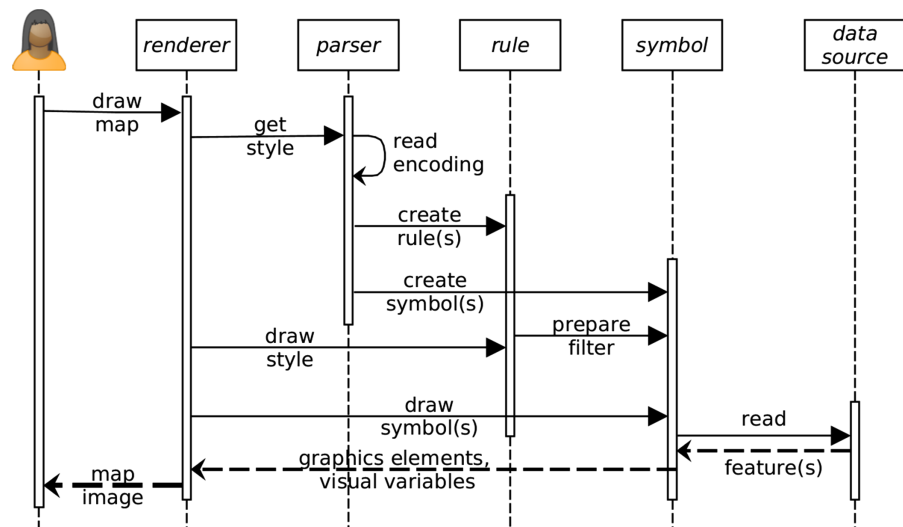 renderer
parser
rule
symbol
data
source
draw
map
get
style
read
encoding
create
rule(s)
create
symbol(s)
prepare
filter
draw
style
draw
symbol(s)
read
graphics elements,
visual variables
feature(s)
map
image